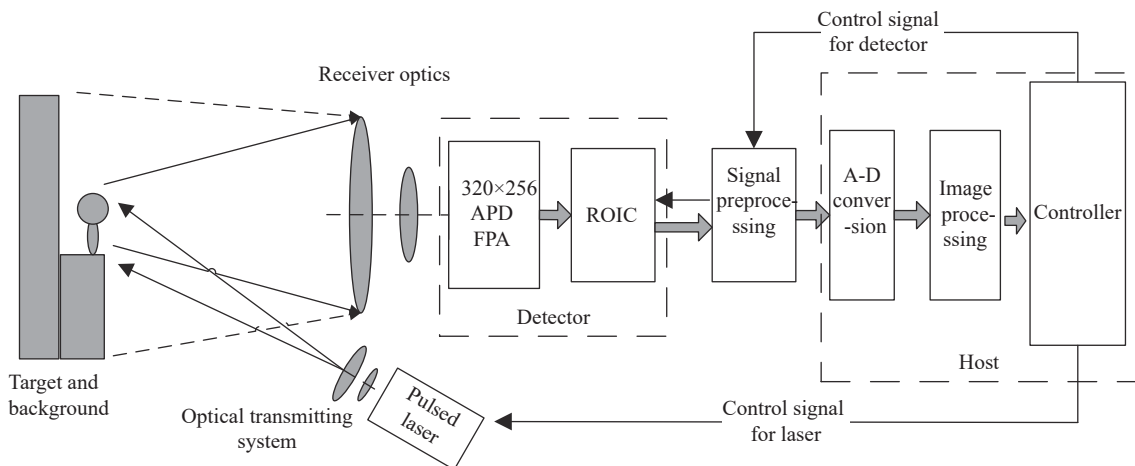 Control signal
for detector
Receiver optics
320×256
APD
FPA
ROIC
Signal
preproce-
ssing
A-D
conver
-sion
Image
proce-
ssing
Controller
Detector
Host
Target and
background
Optical transmitting
system
Pulsed
laser
Control signal
for laser